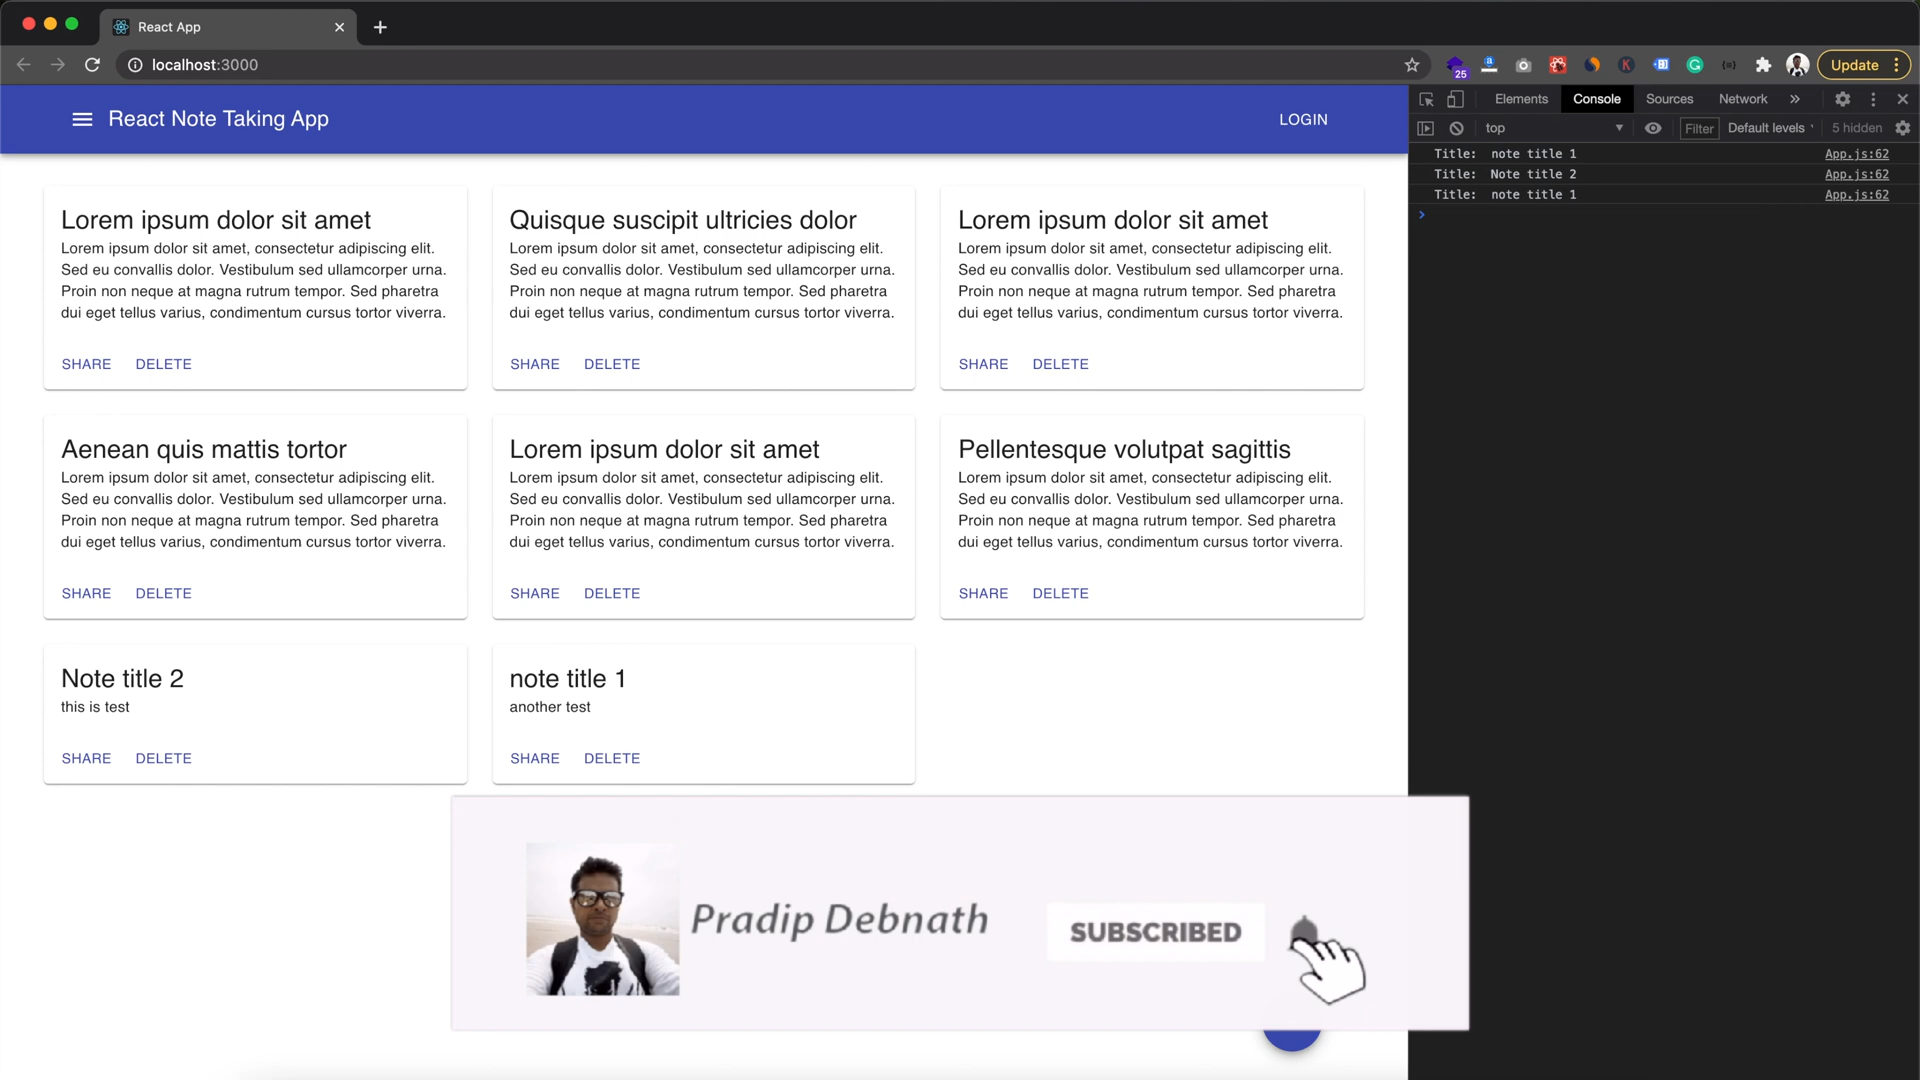 React App
localhost:3000
25
Update
React Note Taking App
LOGIN
Elements Console Sources Network
top
Filter
Default levels
5 hidden
Title: note title 1 App.js:62
Title: Note title 2 App.js:62
Title: note title 1 App.js:62
Lorem ipsum dolor sit amet
Lorem ipsum dolor sit amet, consectetur adipiscing elit.
Sed eu convallis dolor. Vestibulum sed ullamcorper urna.
Proin non neque at magna rutrum tempor. Sed pharetra
dui eget tellus varius, condimentum cursus tortor viverra.
SHARE DELETE
Quisque suscipit ultricies dolor
Lorem ipsum dolor sit amet, consectetur adipiscing elit.
Sed eu convallis dolor. Vestibulum sed ullamcorper urna.
Proin non neque at magna rutrum tempor. Sed pharetra
dui eget tellus varius, condimentum cursus tortor viverra.
SHARE DELETE
Lorem ipsum dolor sit amet
Lorem ipsum dolor sit amet, consectetur adipiscing elit.
Sed eu convallis dolor. Vestibulum sed ullamcorper urna.
Proin non neque at magna rutrum tempor. Sed pharetra
dui eget tellus varius, condimentum cursus tortor viverra.
SHARE DELETE
Aenean quis mattis tortor
Lorem ipsum dolor sit amet, consectetur adipiscing elit.
Sed eu convallis dolor. Vestibulum sed ullamcorper urna.
Proin non neque at magna rutrum tempor. Sed pharetra
dui eget tellus varius, condimentum cursus tortor viverra.
SHARE DELETE
Lorem ipsum dolor sit amet
Lorem ipsum dolor sit amet, consectetur adipiscing elit.
Sed eu convallis dolor. Vestibulum sed ullamcorper urna.
Proin non neque at magna rutrum tempor. Sed pharetra
dui eget tellus varius, condimentum cursus tortor viverra.
SHARE DELETE
Pellentesque volutpat sagittis
Lorem ipsum dolor sit amet, consectetur adipiscing elit.
Sed eu convallis dolor. Vestibulum sed ullamcorper urna.
Proin non neque at magna rutrum tempor. Sed pharetra
dui eget tellus varius, condimentum cursus tortor viverra.
SHARE DELETE
Note title 2
this is test
SHARE DELETE
note title 1
another test
SHARE DELETE
Pradip Debnath
SUBSCRIBED